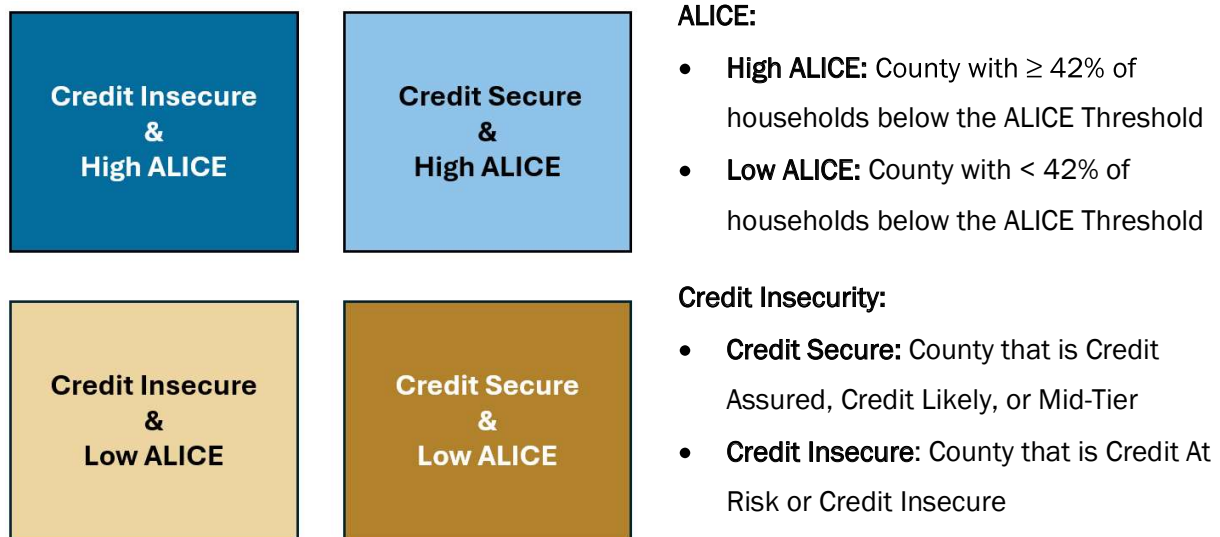 Credit Insecure
&
High ALICE
Credit Secure
&
High ALICE
Credit Insecure
&
Low ALICE
Credit Secure
&
Low ALICE
ALICE:
• High ALICE: County with ≥ 42% of
households below the ALICE Threshold
• Low ALICE: County with < 42% of
households below the ALICE Threshold
Credit Insecurity:
• Credit Secure: County that is Credit
Assured, Credit Likely, or Mid-Tier
• Credit Insecure: County that is Credit At
Risk or Credit Insecure